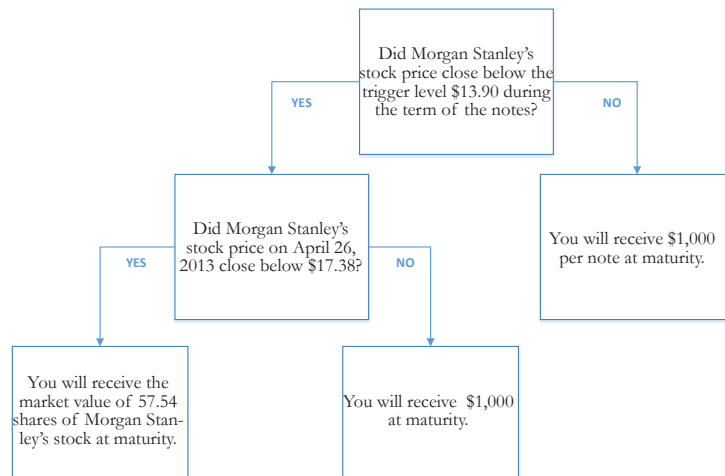 Did Morgan Stanley's
stock price close below the
trigger level $13.90 during
the term of the notes?
YES
NO
Did Morgan Stanley's
stock price on April 26,
2013 close below $17.38?
You will receive $1,000
per note at maturity.
YES
NO
You will receive the
market value of 57.54
shares of Morgan Stan-
ley's stock at maturity.
You will receive $1,000
at maturity.